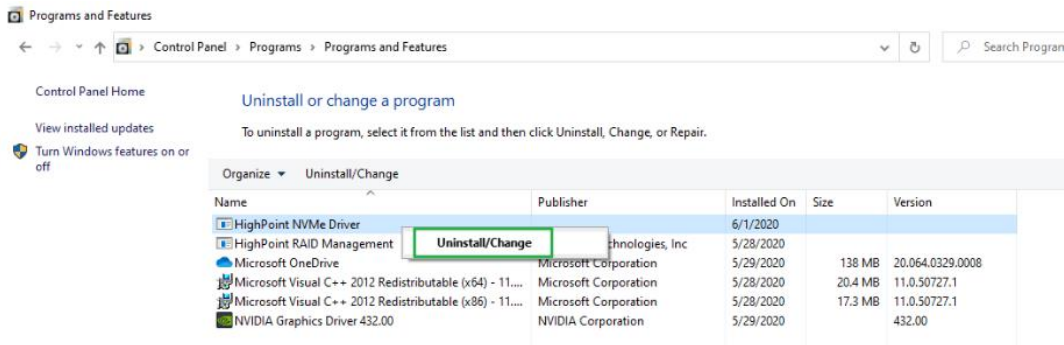 Programs and Features
Control Panel > Programs > Programs and Features
Search Program
Control Panel Home
View installed updates
Turn Windows features on or
off
Uninstall or change a program
To uninstall a program, select it from the list and then click Uninstall, Change, or Repair.
Organize Uninstall/Change
Name Publisher Installed On Size Version
HighPoint NVMe Driver 6/1/2020
HighPoint RAID Management 5/28/2020
Uninstall/Change
Technologies, Inc
Microsoft OneDrive Microsoft Corporation 5/29/2020 138 MB 20.064.0329.0008
Microsoft Visual C++ 2012 Redistributable (x64) - 11.... Microsoft Corporation 5/28/2020 20.4 MB 11.0.50727.1
Microsoft Visual C++ 2012 Redistributable (x86) - 11.... Microsoft Corporation 5/28/2020 17.3 MB 11.0.50727.1
NVIDIA Graphics Driver 432.00 NVIDIA Corporation 5/29/2020 432.00